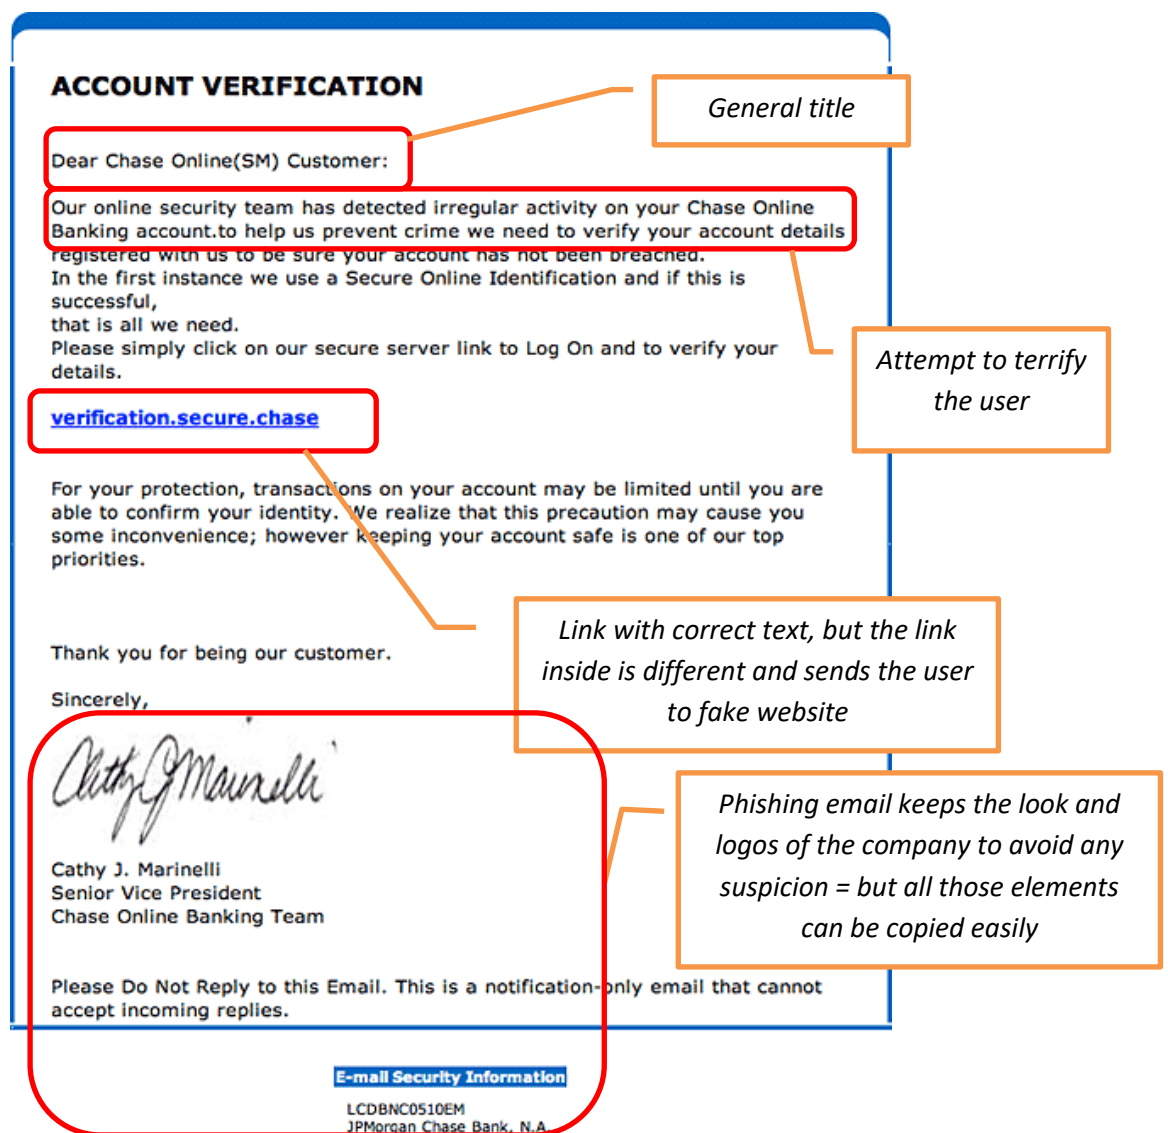 ACCOUNT VERIFICATION
General title
Dear Chase Online(SM) Customer:
Our online security team has detected irregular activity on your Chase Online
Banking account.to help us prevent crime we need to verify your account details
registered with us to be sure your account has not been breached.
In the first instance we use a Secure Online Identification and if this is
successful,
that is all we need.
Please simply click on our secure server link to Log On and to verify your
details.
Attempt to terrify
the user
verification.secure.chase
For your protection, transactions on your account may be limited until you are
able to confirm your identity. We realize that this precaution may cause you
some inconvenience; however keeping your account safe is one of our top
priorities.
Link with correct text, but the link
inside is different and sends the user
to fake website
Thank you for being our customer.
Sincerely,
Cathy J Marinelli
Phishing email keeps the look and
logos of the company to avoid any
suspicion = but all those elements
can be copied easily
Cathy J. Marinelli
Senior Vice President
Chase Online Banking Team
Please Do Not Reply to this Email. This is a notification-only email that cannot
accept incoming replies.
E-mail Security Information
LCDBNC0510EM
JPMorgan Chase Bank, N.A.